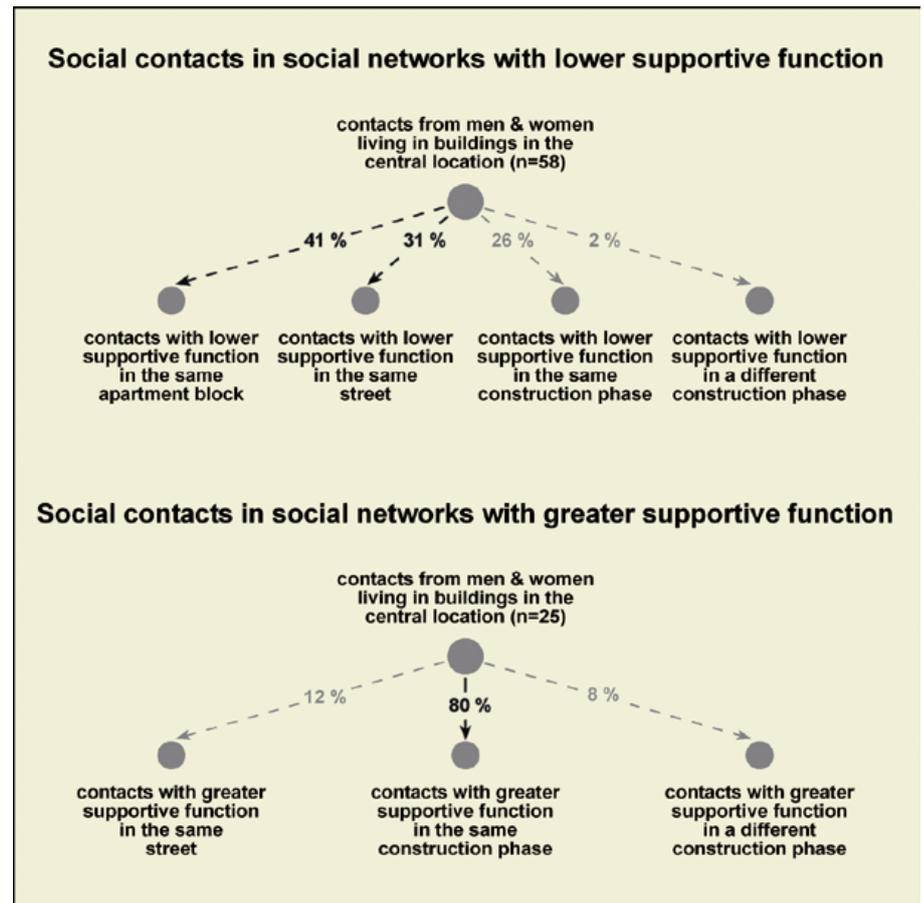 Social contacts in social networks with lower supportive function
contacts from men & women
living in buildings in the
central location (n=58)
41 %
31 %
26 %
2 %
contacts with lower
supportive function
in the same
apartment block
contacts with lower
supportive function
in the same
street
contacts with lower
supportive function
in the same
construction phase
contacts with lower
supportive function
in a different
construction phase
Social contacts in social networks with greater supportive function
contacts from men & women
living in buildings in the
central location (n=25)
12 %
80 %
8 %
contacts with greater
supportive function
in the same
street
contacts with greater
supportive function
in the same
construction phase
contacts with greater
supportive function
in a different
construction phase